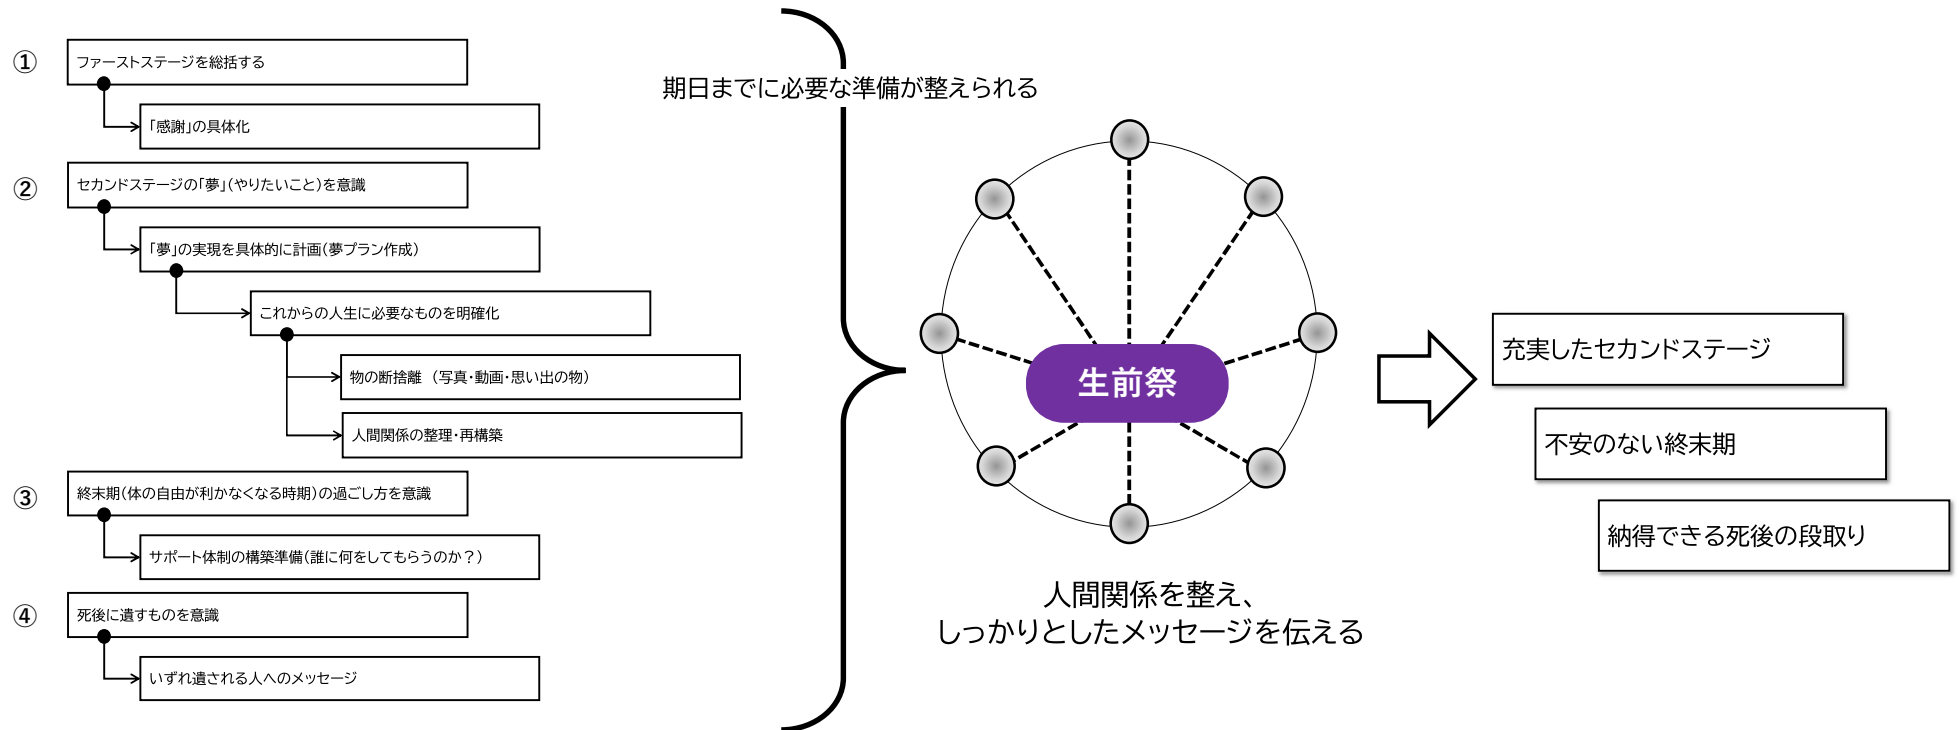 ①
ファーストステージを総括する
「感謝」の具体化
②
セカンドステージの「夢」(やりたいこと)を意識
「夢」の実現を具体的に計画(夢プラン作成)
これからの人生に必要なものを明確化
物の断捨離（写真・動画・思い出の物）
人間関係の整理・再構築
③
終末期(体の自由が利かなくなる時期)の過ごし方を意識
サポート体制の構築準備(誰に何をしてもらうのか？)
④
死後に遺すものを意識
いずれ遺される人へのメッセージ
期日までに必要な準備が整えられる
生前祭
人間関係を整え、
しっかりとしたメッセージを伝える
充実したセカンドステージ
不安のない終末期
納得できる死後の段取り